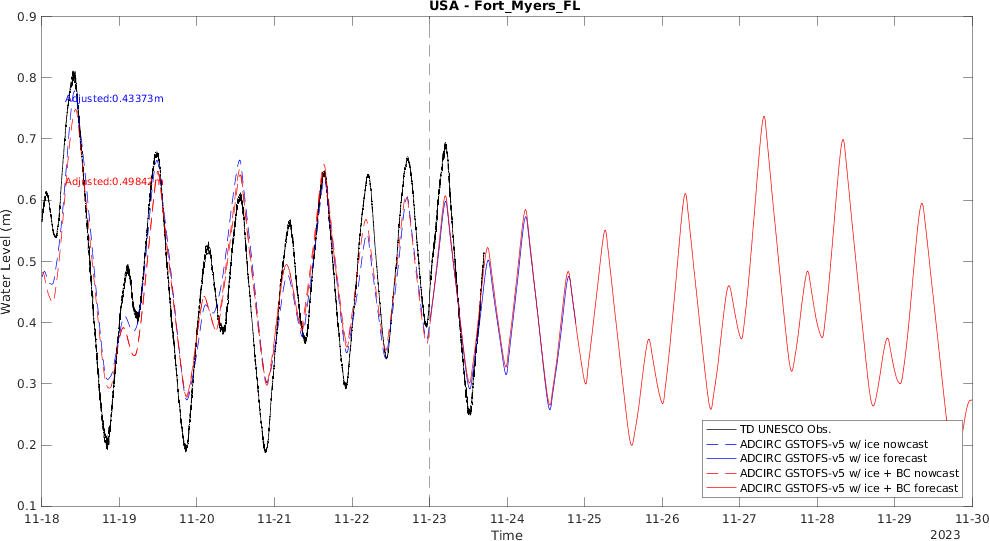 USA - Fort_Myers_FL
0.9
0.8
0.7
0.6
0.5
0.4
0.3
0.2
0.1
Water Level (m)
Adjusted:0.43373m
Adjusted:0.49842m
TD UNESCO Obs.
ADCIRC GSTOFS-v5 w/ ice nowcast
ADCIRC GSTOFS-v5 w/ ice forecast
ADCIRC GSTOFS-v5 w/ ice + BC nowcast
ADCIRC GSTOFS-v5 w/ ice + BC forecast
11-18 11-19 11-20 11-21 11-22 11-23 11-24 11-25 11-26 11-27 11-28 11-29 11-30
Time
2023